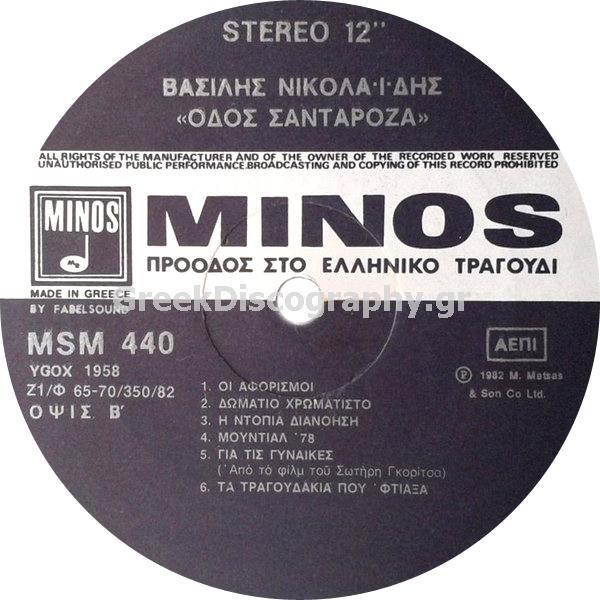 STEREO 12"
ΒΑΣΙΛΗΣ ΝΙΚΟΛΑ·Ι·ΔΗΣ
«ΟΔΟΣ ΣΑΝΤΑΡΟΖΑ»
ALL RIGHTS OF THE MANUFACTURER AND OF THE OWNER OF THE RECORDED WORK RESERVED
UNAUTHORISED PUBLIC PERFORMANCE.BROADCASTING AND COPYING OF THIS RECORD PROHIBITED
MINOS
MINOS
ΠΡΟΟΔΟΣ ΣΤΟ ΕΛΛΗΝΙΚΟ ΤΡΑΓΟΥΔΙ
MADE IN GREECE
GreekDiscography.gr
BY FABELSOUND
MSM 440
YGOX 1958
Ζ1/Φ 65-70/350/82
ΟΨΙΣ Β'
ΑΕΠΙ
Ⓟ 1982 M. Matsas
& Son Co Ltd.
1. ΟΙ ΑΦΟΡΙΣΜΟΙ
2. ΔΩΜΑΤΙΟ ΧΡΩΜΑΤΙΣΤΟ
3. Η ΝΤΟΠΙΑ ΔΙΑΝΟΗΣΗ
4. ΜΟΥΝΤΙΑΛ '78
5. ΓΙΑ ΤΙΣ ΓΥΝΑΙΚΕΣ
('Από τό φίλμ τοῦ Σωτήρη Γκορίτσα)
6. ΤΑ ΤΡΑΓΟΥΔΑΚΙΑ ΠΟΥ 'ΦΤΙΑΞΑ